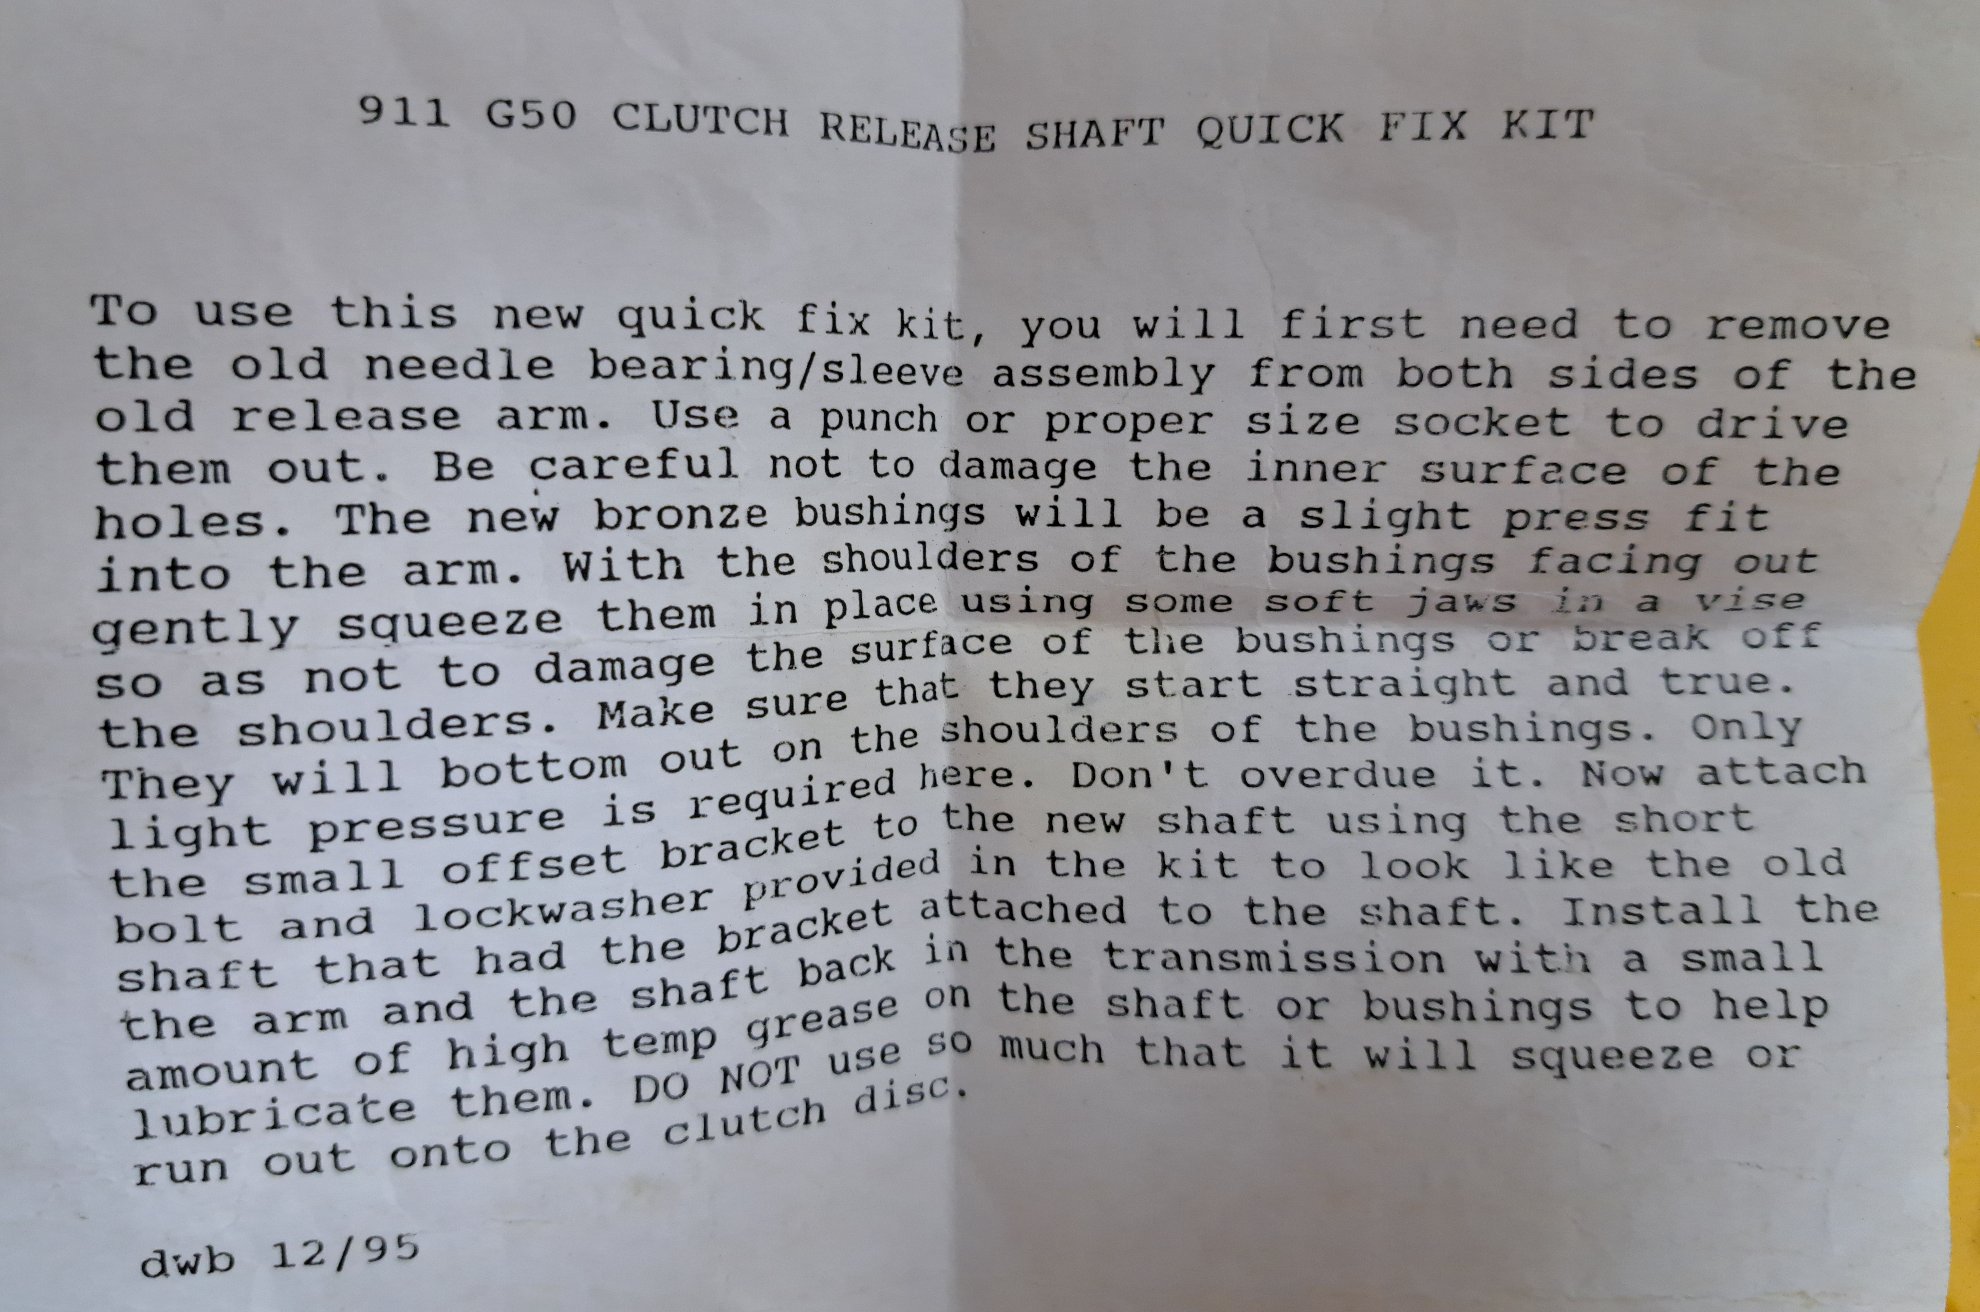 911 G50 CLUTCH RELEASE SHAFT QUICK FIX KIT
To use this new quick fix kit, you will first need to remove
the old needle bearing/sleeve assembly from both sides of the
old release arm. Use a punch or proper size socket to drive
them out. Be careful not to damage the inner surface of the
holes. The new bronze bushings will be a slight press fit
into the arm. With the shoulders of the bushings facing out
gently squeeze them in place using some soft jaws in a vise
so as not to damage the surface of the bushings or break off
the shoulders. Make sure that they start straight and true.
They will bottom out on the shoulders of the bushings. Only
light pressure is required here. Don't overdue it. Now attach
the small offset bracket to the new shaft using the short
bolt and lockwasher provided in the kit to look like the old
shaft that had the bracket attached to the shaft. Install the
the arm and the shaft back in the transmission with a small
amount of high temp grease on the shaft or bushings to help
lubricate them. DO NOT use so much that it will squeeze or
run out onto the clutch disc.
dwb 12/95